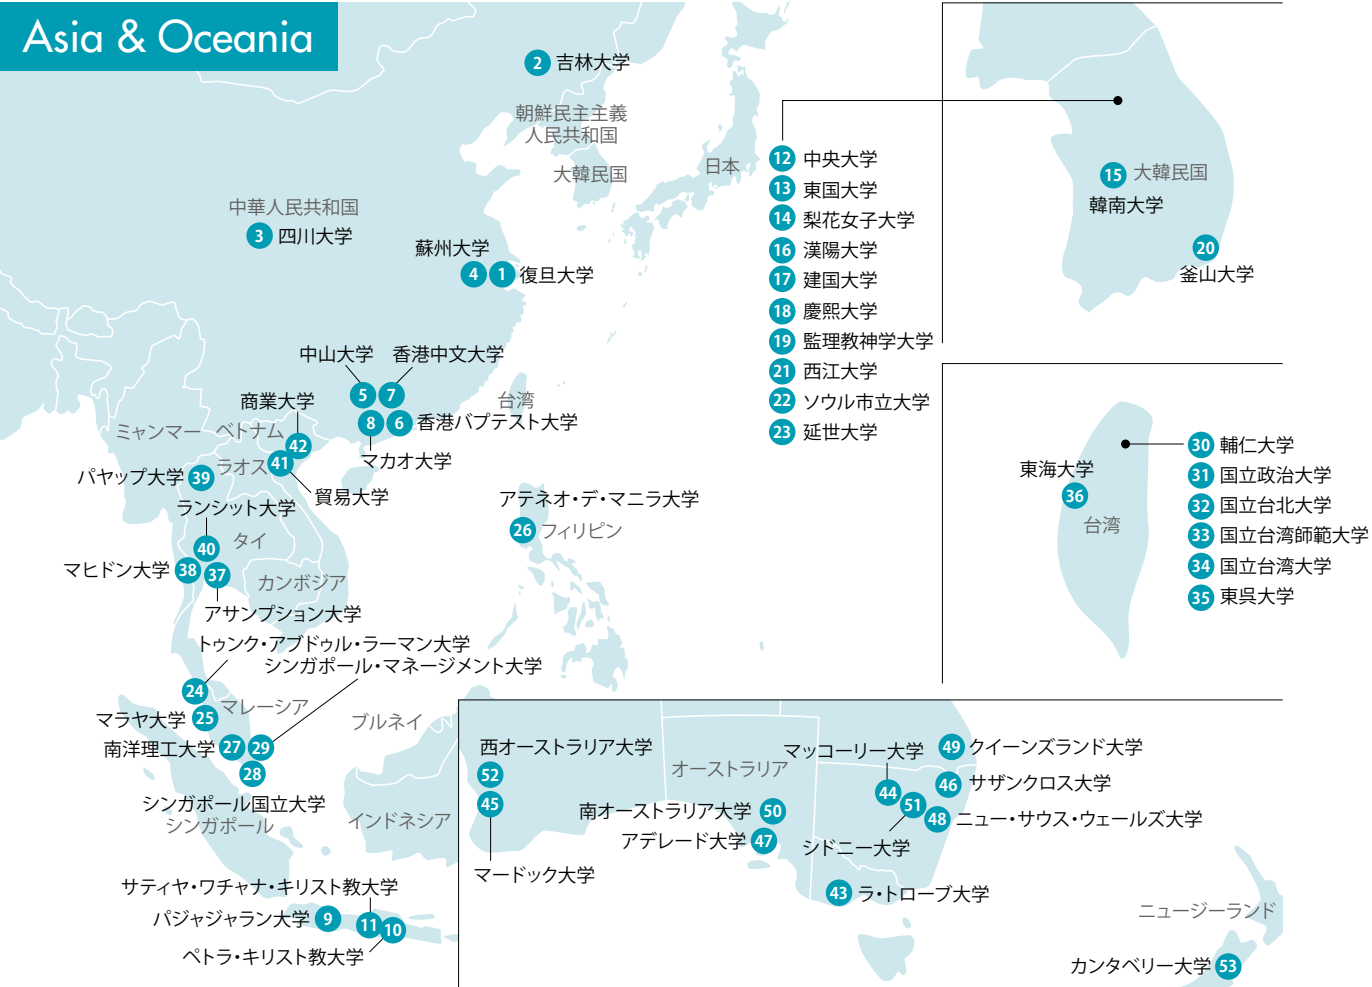 Asia & Oceania
2 吉林大学
朝鮮民主主義
人民共和国
大韓民国
日本
中華人民共和国
3 四川大学
蘇州大学
4 1 復旦大学
中山大学 香港中文大学
5 7
8 6 香港バプテスト大学
マカオ大学
台湾
商業大学
ミャンマー ベトナム
42
ラオス 41
貿易大学
パヤップ大学 39
ランシット大学
40 タイ
マヒドン大学 38 37
カンボジア
アサンプション大学
アテネオ・デ・マニラ大学
26 フィリピン
トゥンク・アブドゥル・ラーマン大学
シンガポール・マネージメント大学
24
マラヤ大学 25 マレーシア
ブルネイ
南洋理工大学 27 29
28
シンガポール国立大学
シンガポール
インドネシア
サティヤ・ワチャナ・キリスト教大学
パジャジャラン大学 9 11 10
ペトラ・キリスト教大学
12 中央大学
13 東国大学
14 梨花女子大学
16 漢陽大学
17 建国大学
18 慶熙大学
19 監理教神学大学
21 西江大学
22 ソウル市立大学
23 延世大学
15 大韓民国
韓南大学
20
釜山大学
30 輔仁大学
31 国立政治大学
32 国立台北大学
33 国立台湾師範大学
34 国立台湾大学
35 東呉大学
東海大学
36
台湾
西オーストラリア大学
52
45
マードック大学
オーストラリア
南オーストラリア大学 50
アデレード大学 47
マッコーリー大学
44 51
シドニー大学
49 クイーンズランド大学
46 サザンクロス大学
48 ニュー・サウス・ウェールズ大学
43 ラ・トローブ大学
ニュージーランド
カンタベリー大学 53